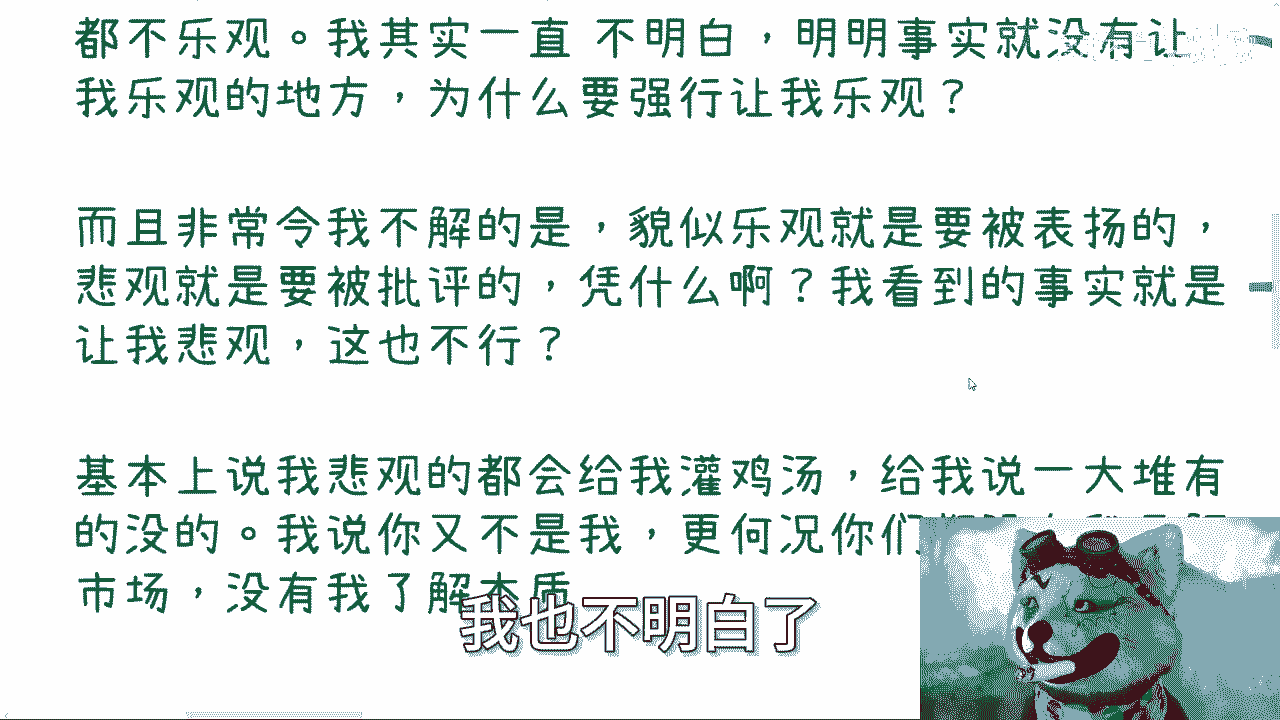 都不乐观。我其实一直 不明白，明明事实就没有让
我乐观的地方，为什么要强行让我乐观？
而且非常令我不解的是，貌似乐观就是要被表扬的，
悲观就是要被批评的，凭什么啊？我看到的事实就是
让我悲观，这也不行？
基本上说我悲观的都会给我灌鸡汤，给我说一大堆有
的没的。我说你又不是我，更何况你们
市场，没有我了解本质
我也不明白了